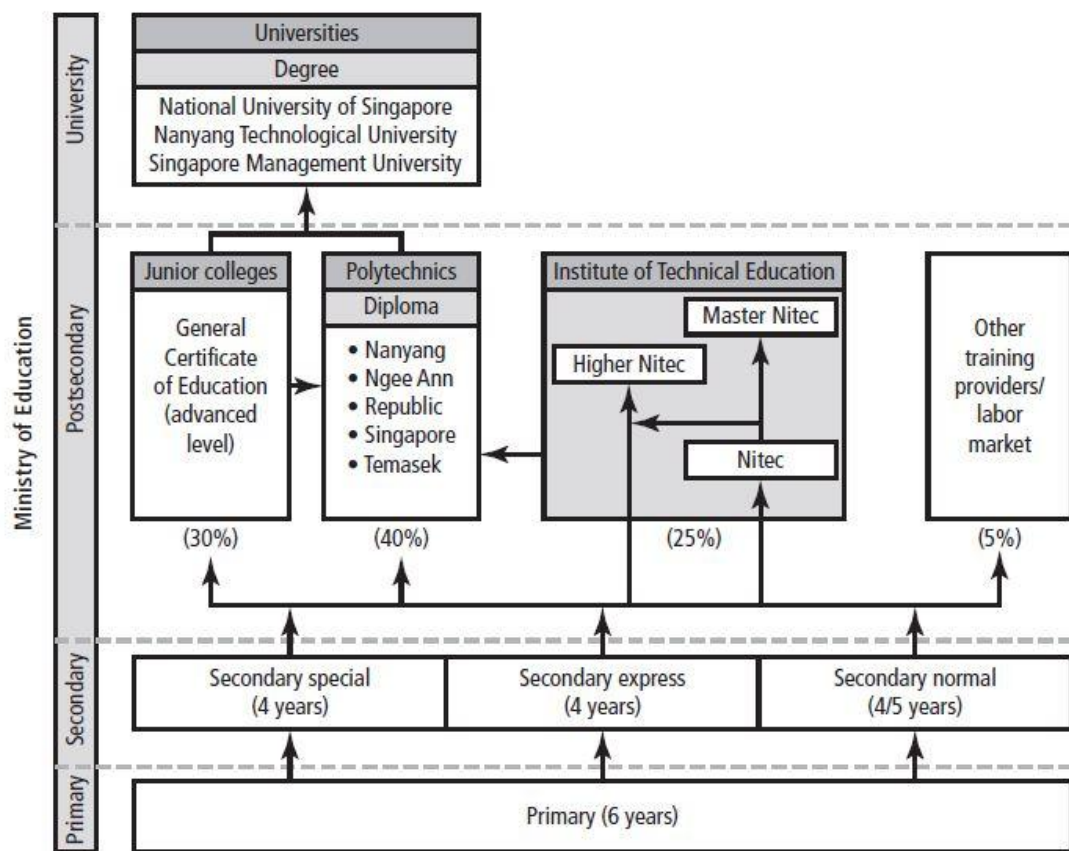 Ministry of Education
University
Universities
Degree
National University of Singapore
Nanyang Technological University
Singapore Management University
Postsecondary
Junior colleges
General
Certificate
of Education
(advanced
level)
(30%)
Polytechnics
Diploma
• Nanyang
• Ngee Ann
• Republic
• Singapore
• Temasek
(40%)
Institute of Technical Education
Master Nitec
Higher Nitec
Nitec
(25%)
Other
training
providers/
labor
market
(5%)
Secondary
Secondary special
(4 years)
Secondary express
(4 years)
Secondary normal
(4/5 years)
Primary
Primary (6 years)